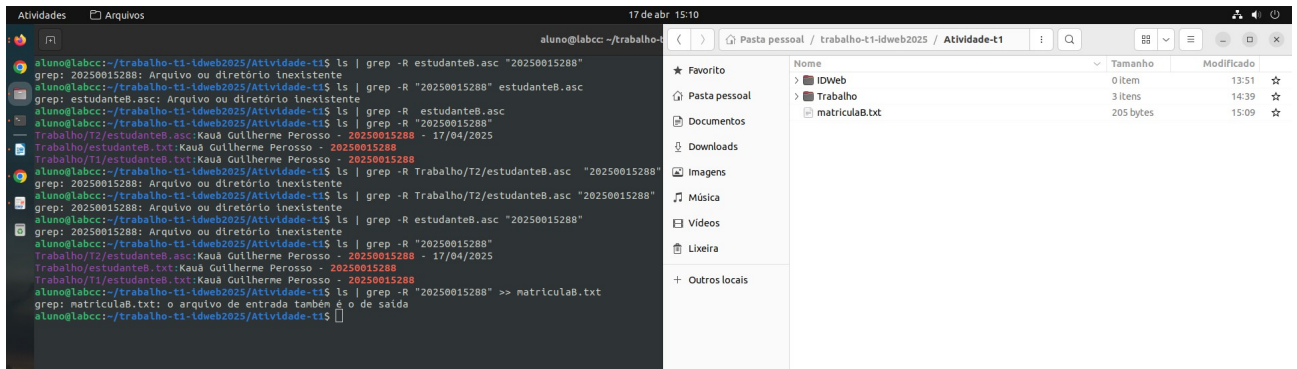 Atividades Arquivos 17 de abr 15:10
aluno@labcc: ~/trabalho-t
aluno@labcc:~/trabalho-t1-idweb2025/Atividade-t1$ ls | grep -R estudanteB.asc "20250015288"
grep: 20250015288: Arquivo ou diretório inexistente
aluno@labcc:~/trabalho-t1-idweb2025/Atividade-t1$ ls | grep -R "20250015288" estudanteB.asc
grep: estudanteB.asc: Arquivo ou diretório inexistente
aluno@labcc:~/trabalho-t1-idweb2025/Atividade-t1$ ls | grep -R  estudanteB.asc
aluno@labcc:~/trabalho-t1-idweb2025/Atividade-t1$ ls | grep -R "20250015288"
Trabalho/T2/estudanteB.asc:Kauã Guilherme Perosso - 20250015288 - 17/04/2025
Trabalho/estudanteB.txt:Kauã Guilherme Perosso - 20250015288
Trabalho/T1/estudanteB.txt:Kauã Guilherme Perosso - 20250015288
aluno@labcc:~/trabalho-t1-idweb2025/Atividade-t1$ ls | grep -R Trabalho/T2/estudanteB.asc  "20250015288"
grep: 20250015288: Arquivo ou diretório inexistente
aluno@labcc:~/trabalho-t1-idweb2025/Atividade-t1$ ls | grep -R Trabalho/T2/estudanteB.asc "20250015288"
grep: 20250015288: Arquivo ou diretório inexistente
aluno@labcc:~/trabalho-t1-idweb2025/Atividade-t1$ ls | grep -R estudanteB.asc "20250015288"
grep: 20250015288: Arquivo ou diretório inexistente
aluno@labcc:~/trabalho-t1-idweb2025/Atividade-t1$ ls | grep -R "20250015288"
Trabalho/T2/estudanteB.asc:Kauã Guilherme Perosso - 20250015288 - 17/04/2025
Trabalho/estudanteB.txt:Kauã Guilherme Perosso - 20250015288
Trabalho/T1/estudanteB.txt:Kauã Guilherme Perosso - 20250015288
aluno@labcc:~/trabalho-t1-idweb2025/Atividade-t1$ ls | grep -R "20250015288" >> matriculaB.txt
grep: matriculaB.txt: o arquivo de entrada também é o de saída
aluno@labcc:~/trabalho-t1-idweb2025/Atividade-t1$
Pasta pessoal / trabalho-t1-idweb2025 / Atividade-t1
Favorito
Pasta pessoal
Documentos
Downloads
Imagens
Música
Vídeos
Lixeira
+ Outros locais
Nome Tamanho Modificado
IDWeb 0 item 13:51
Trabalho 3 itens 14:39
matriculaB.txt 205 bytes 15:09